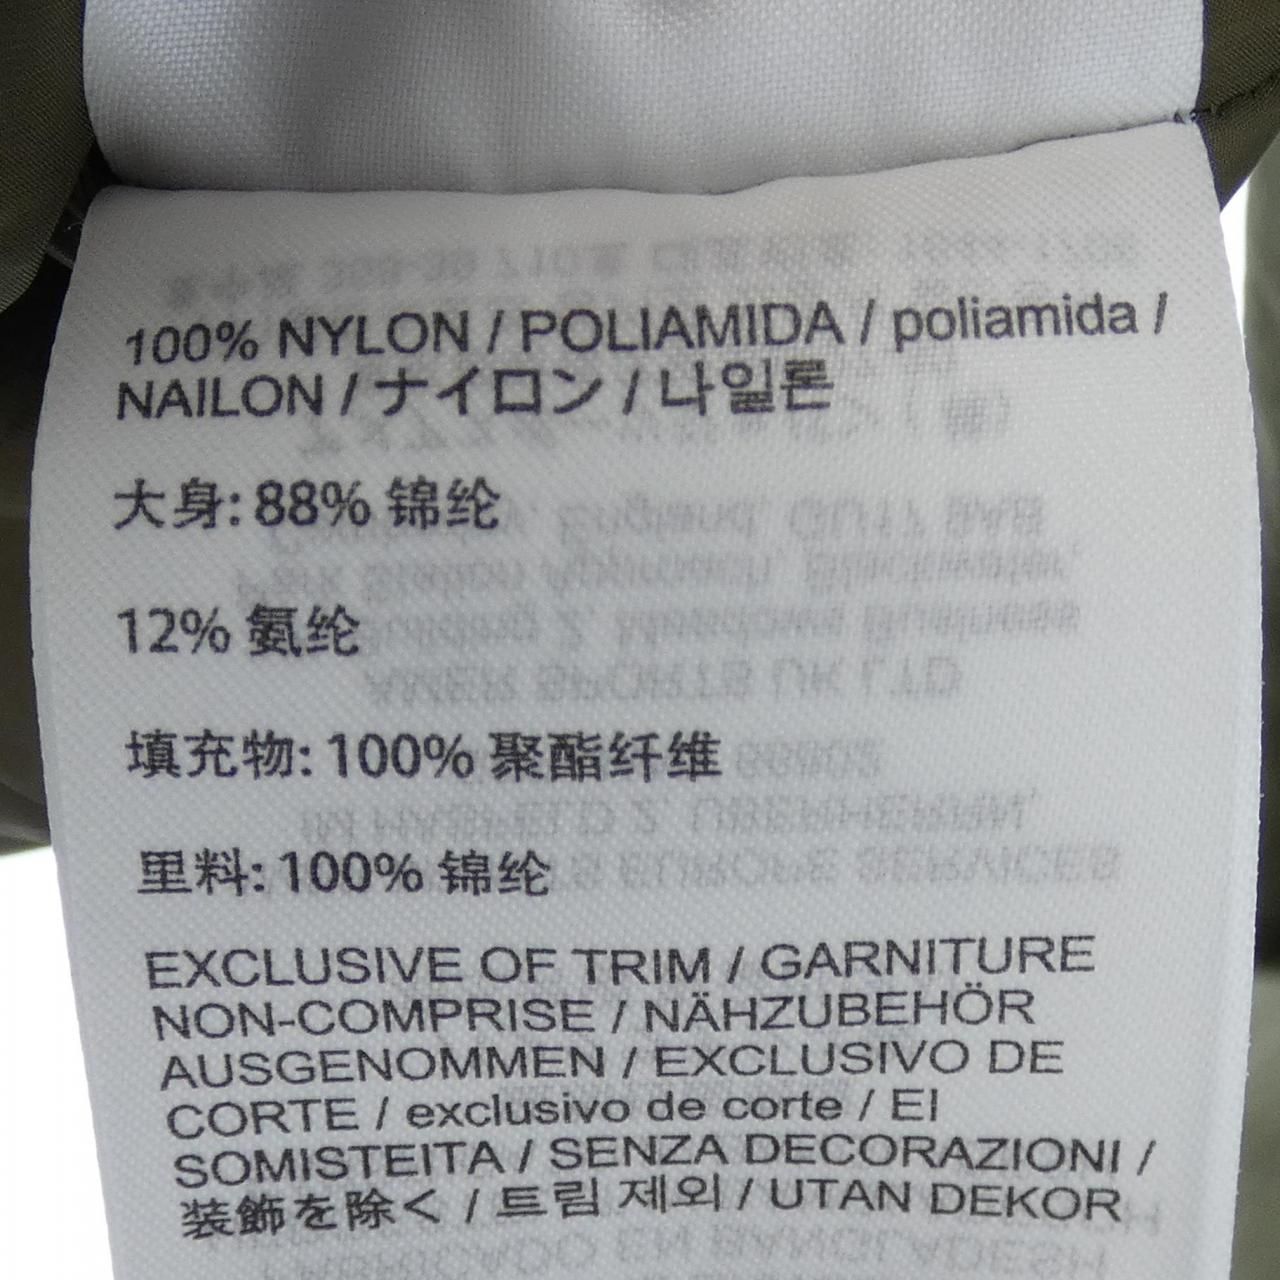 100% NYLON / POLIAMIDA / poliamida /
NAILON / ナイロン / 나일론
大身: 88% 锦纶
12% 氨纶
填充物: 100% 聚酯纤维
里料: 100% 锦纶
EXCLUSIVE OF TRIM / GARNITURE
NON-COMPRISE / NÄHZUBEHÖR
AUSGENOMMEN / EXCLUSIVO DE
CORTE / exclusivo de corte / EI
SOMISTEITA / SENZA DECORAZIONI /
装飾を除く / 트림 제외 / UTAN DEKOR